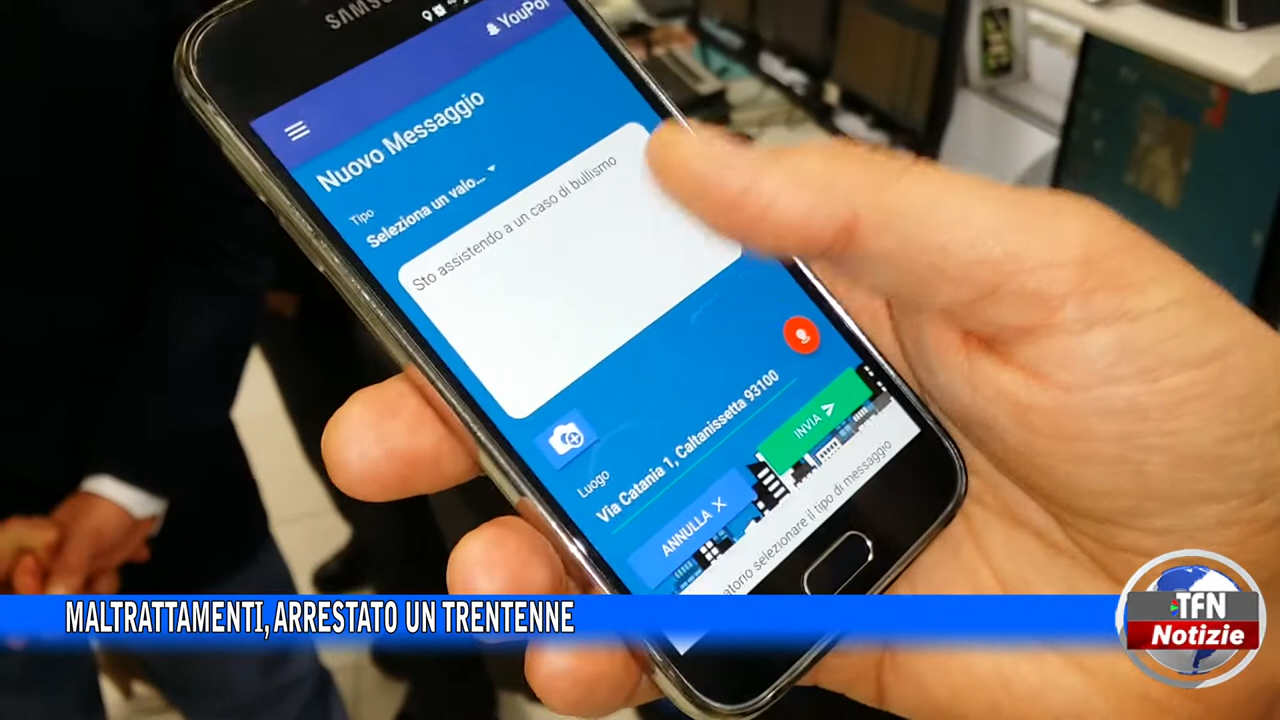 SAMSUNG
YouPol
Nuovo Messaggio
Tipo
Seleziona un valo...
Sto assistendo a un caso di bullismo
Luogo
Via Catania 1, Caltanissetta 93100
INVIA
ANNULLA X
selezionare il tipo di messaggio
MALTRATTAMENTI, ARRESTATO UN TRENTENNE
TFN
Notizie